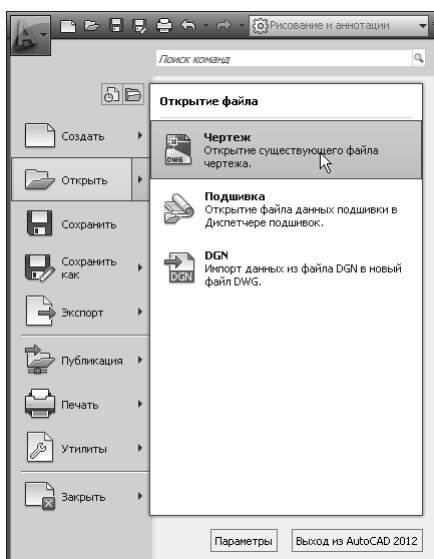 Рисование и аннотации
Поиск команд
Открытие файла
Создать
Открыть
Сохранить
Сохранить
как
Экспорт
Публикация
Печать
Утилиты
Закрыть
DWG
Чертеж
Открытие существующего файла
чертежа.
Подшивка
Открытие файла данных подшивки в
Диспетчере подшивок.
DGN
DGN
Импорт данных из файла DGN в новый
файл DWG.
Параметры
Выход из AutoCAD 2012